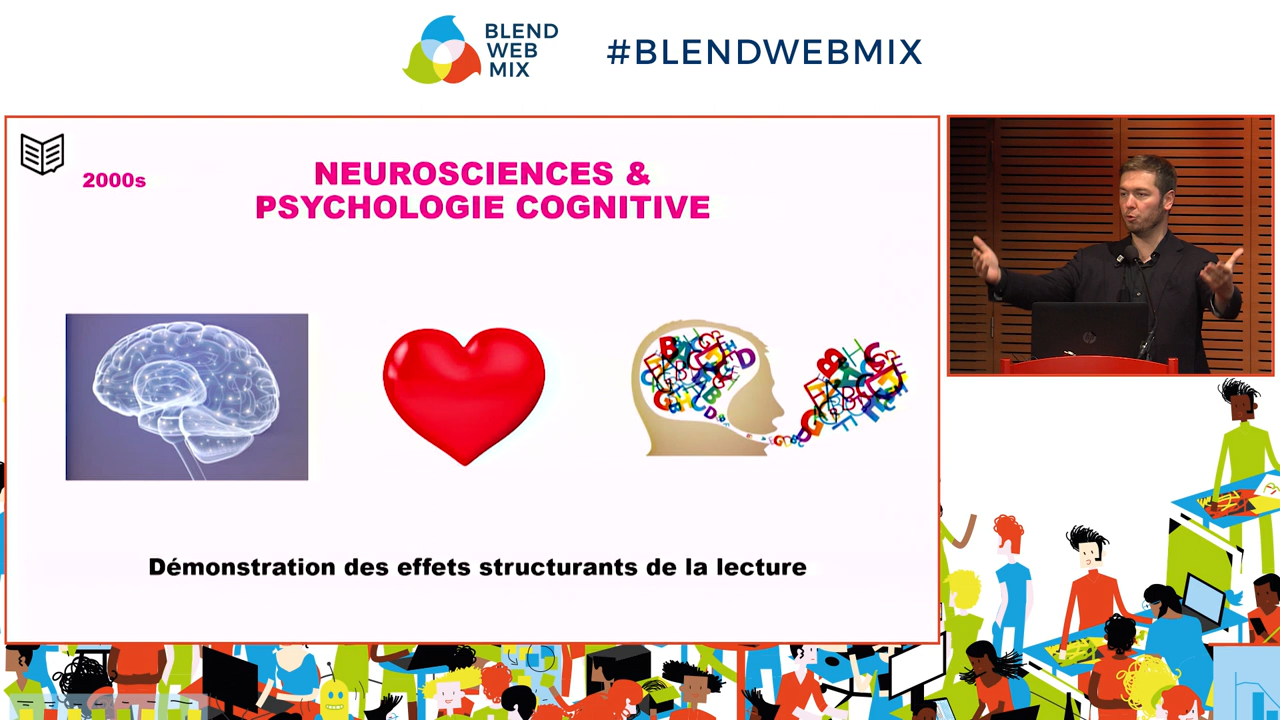 BLEND
WEB
MIX
#BLENDWEBMIX
2000s
NEUROSCIENCES &
PSYCHOLOGIE COGNITIVE
Démonstration des effets structurants de la lecture